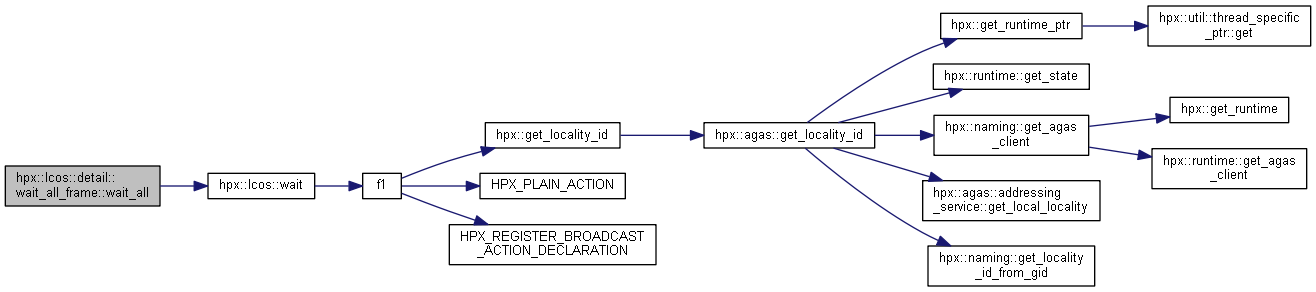 hpx::lcos::detail::
wait_all_frame::wait_all
hpx::lcos::wait
f1
hpx::get_locality_id
HPX_PLAIN_ACTION
HPX_REGISTER_BROADCAST
_ACTION_DECLARATION
hpx::agas::get_locality_id
hpx::get_runtime_ptr
hpx::runtime::get_state
hpx::naming::get_agas
_client
hpx::agas::addressing
_service::get_local_locality
hpx::naming::get_locality
_id_from_gid
hpx::util::thread_specific
_ptr::get
hpx::get_runtime
hpx::runtime::get_agas
_client